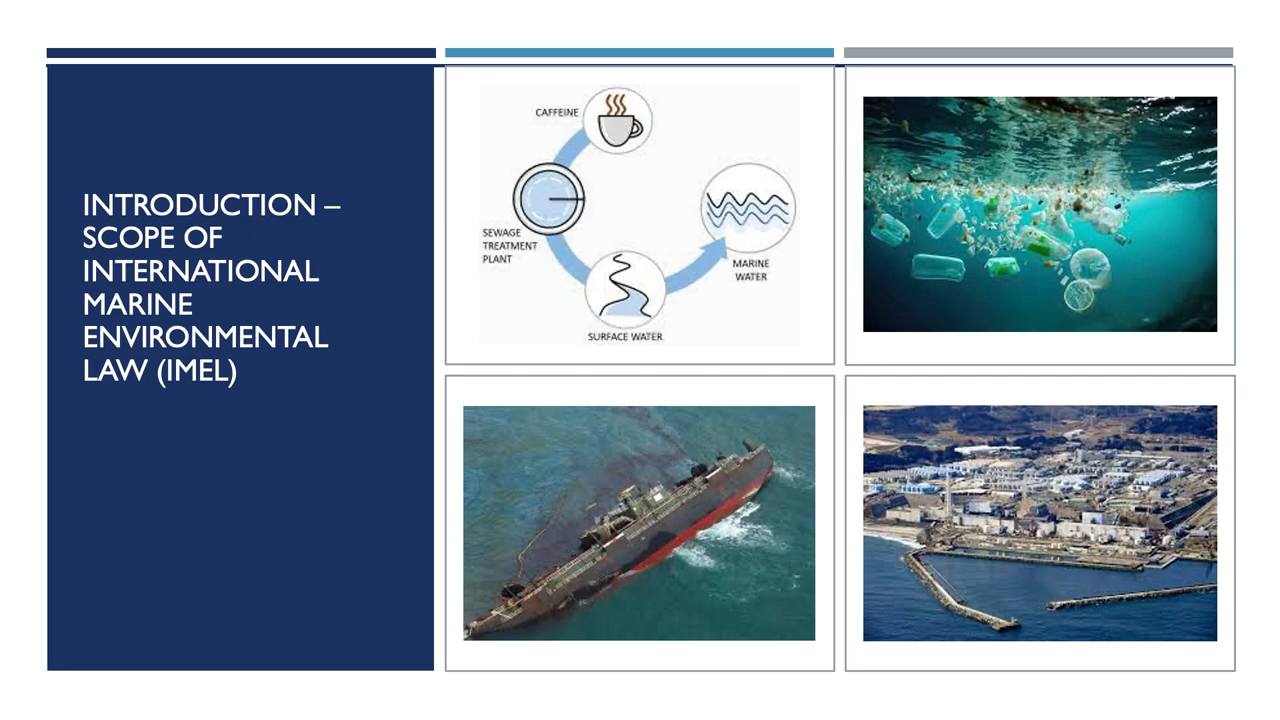 INTRODUCTION –
SCOPE OF
INTERNATIONAL
MARINE
ENVIRONMENTAL
LAW (IMEL)
CAFFEINE
SEWAGE
TREATMENT
PLANT
SURFACE WATER
MARINE
WATER